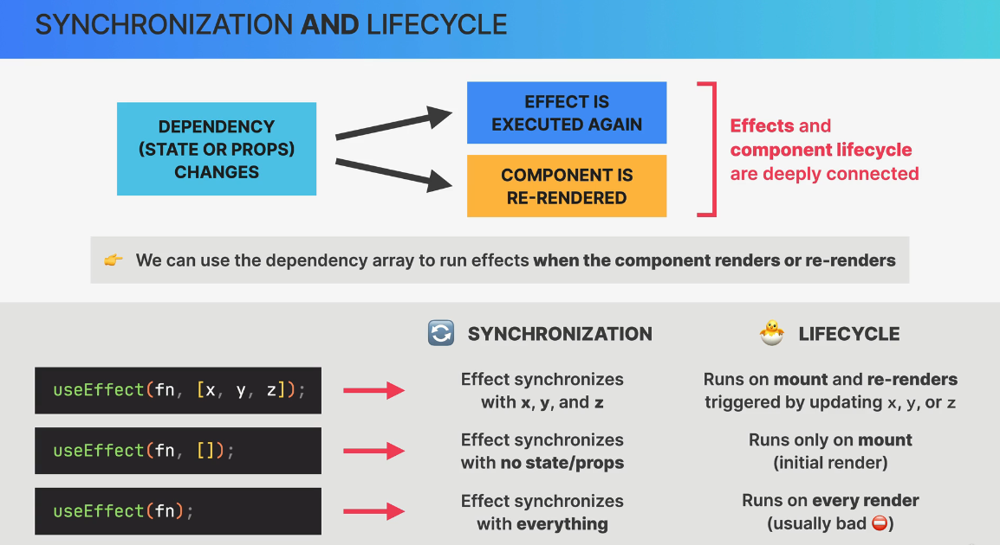 SYNCHRONIZATION AND LIFECYCLE
DEPENDENCY
(STATE OR PROPS)
CHANGES
EFFECT IS
EXECUTED AGAIN
COMPONENT IS
RE-RENDERED
Effects and
component lifecycle
are deeply connected
👉 We can use the dependency array to run effects when the component renders or re-renders
🔄 SYNCHRONIZATION
🐣 LIFECYCLE
useEffect(fn, [x, y, z]);
Effect synchronizes
with x, y, and z
Runs on mount and re-renders
triggered by updating x, y, or z
useEffect(fn, []);
Effect synchronizes
with no state/props
Runs only on mount
(initial render)
useEffect(fn);
Effect synchronizes
with everything
Runs on every render
(usually bad ⛔)